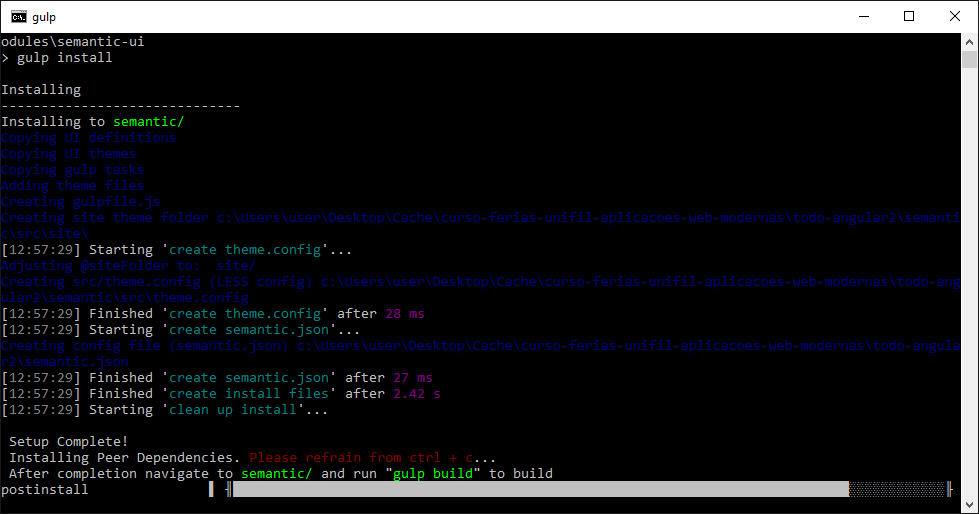 gulp
odules\semantic-ui
> gulp install
Installing
------------------------------
Installing to semantic/
Copying UI definitions
Copying UI themes
Copying gulp tasks
Adding theme files
Creating gulpfile.js
Creating site theme folder c:\Users\user\Desktop\Cache\curso-ferias-unifil-aplicacoes-web-modernas\todo-angular2\semanti
c\src\site\
[12:57:29] Starting 'create theme.config'...
Adjusting @siteFolder to:  site/
Creating src/theme.config (LESS config) c:\Users\user\Desktop\Cache\curso-ferias-unifil-aplicacoes-web-modernas\todo-ang
ular2\semantic\src\theme.config
[12:57:29] Finished 'create theme.config' after 28 ms
[12:57:29] Starting 'create semantic.json'...
Creating config file (semantic.json) c:\Users\user\Desktop\Cache\curso-ferias-unifil-aplicacoes-web-modernas\todo-angula
r2\semantic.json
[12:57:29] Finished 'create semantic.json' after 27 ms
[12:57:29] Finished 'create install files' after 2.42 s
[12:57:29] Starting 'clean up install'...
Setup Complete!
Installing Peer Dependencies. Please refrain from ctrl + c...
After completion navigate to semantic/ and run "gulp build" to build
postinstall